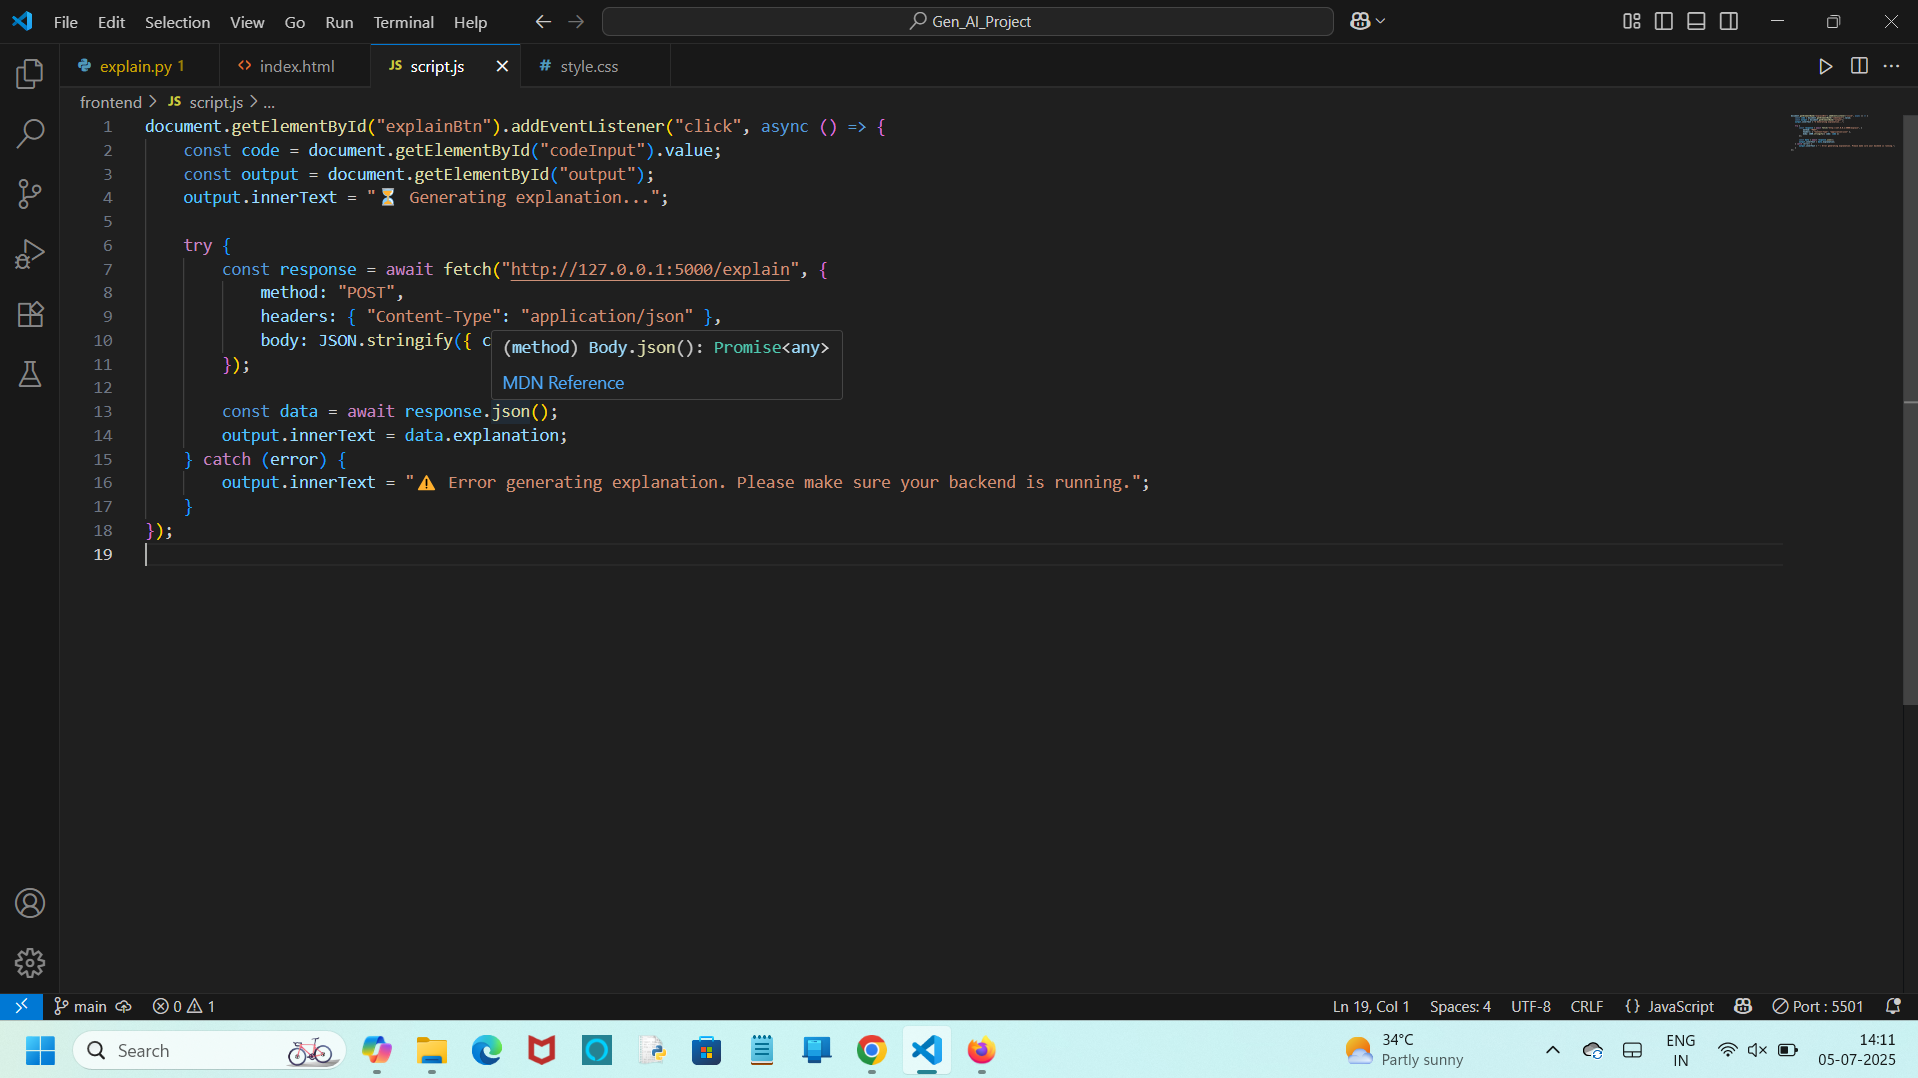 File Edit Selection View Go Run Terminal Help
Gen_AI_Project
explain.py 1
index.html
JS script.js
# style.css
frontend > JS script.js > ...
1 document.getElementById("explainBtn").addEventListener("click", async () => {
2 const code = document.getElementById("codeInput").value;
3 const output = document.getElementById("output");
4 output.innerText = "⏳ Generating explanation...";
5
6 try {
7 const response = await fetch("http://127.0.0.1:5000/explain", {
8 method: "POST",
9 headers: { "Content-Type": "application/json" },
10 body: JSON.stringify({ c
(method) Body.json(): Promise<any>
MDN Reference
11 });
12
13 const data = await response.json();
14 output.innerText = data.explanation;
15 } catch (error) {
16 output.innerText = "⚠️ Error generating explanation. Please make sure your backend is running.";
17 }
18 });
19
main 0 1
Ln 19, Col 1 Spaces: 4 UTF-8 CRLF {} JavaScript Port : 5501
Search
34°C
Partly sunny
ENG
IN
14:11
05-07-2025